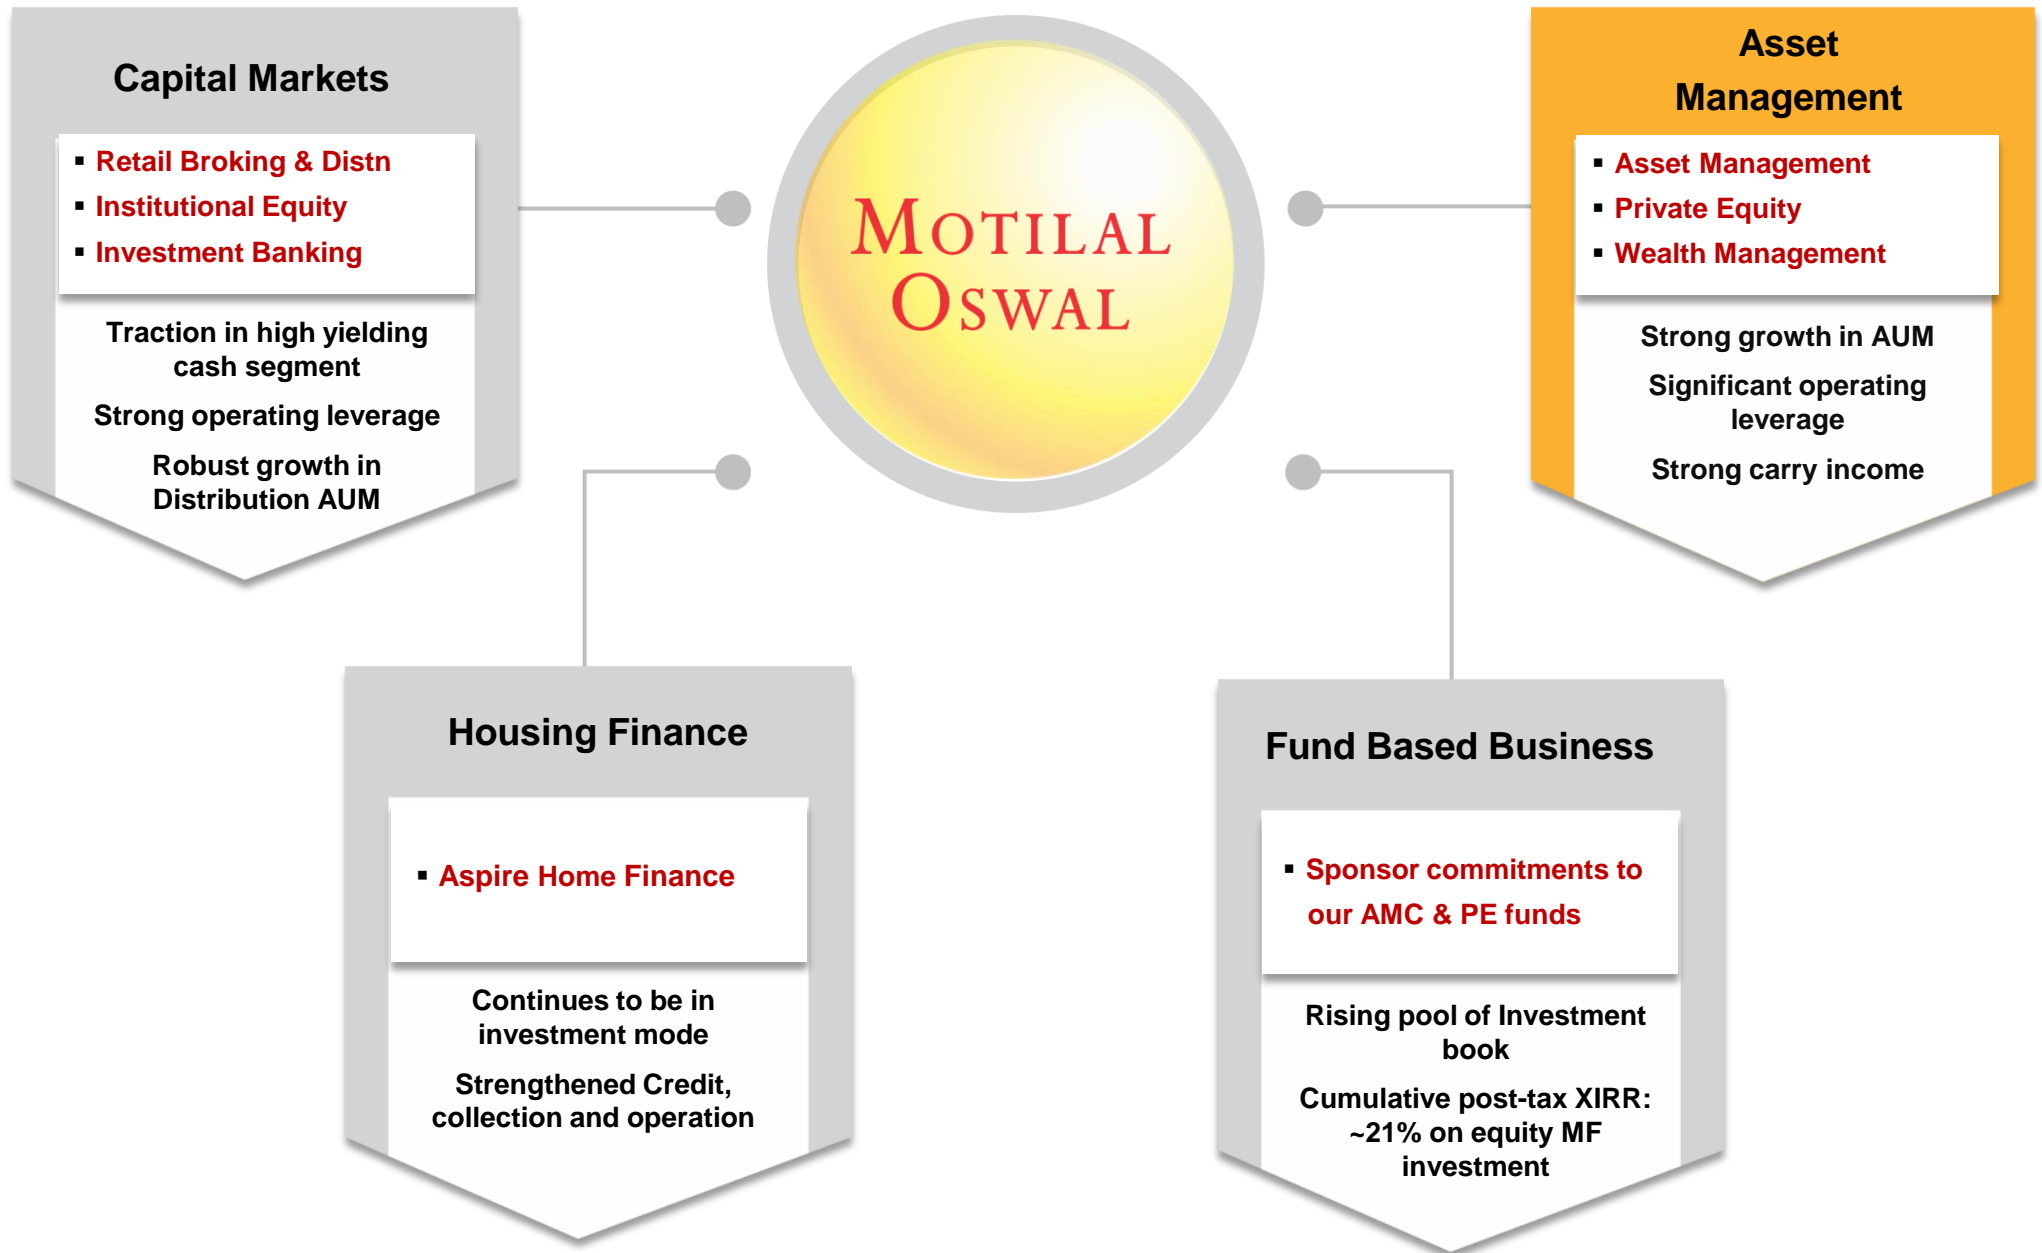 Capital Markets
▪ Retail Broking & Distn
▪ Institutional Equity
▪ Investment Banking
Traction in high yielding
cash segment
Strong operating leverage
Robust growth in
Distribution AUM
MOTILAL
OSWAL
Asset
Management
▪ Asset Management
▪ Private Equity
▪ Wealth Management
Strong growth in AUM
Significant operating
leverage
Strong carry income
Housing Finance
▪ Aspire Home Finance
Continues to be in
investment mode
Strengthened Credit,
collection and operation
Fund Based Business
▪ Sponsor commitments to
our AMC & PE funds
Rising pool of Investment
book
Cumulative post-tax XIRR:
~21% on equity MF
investment